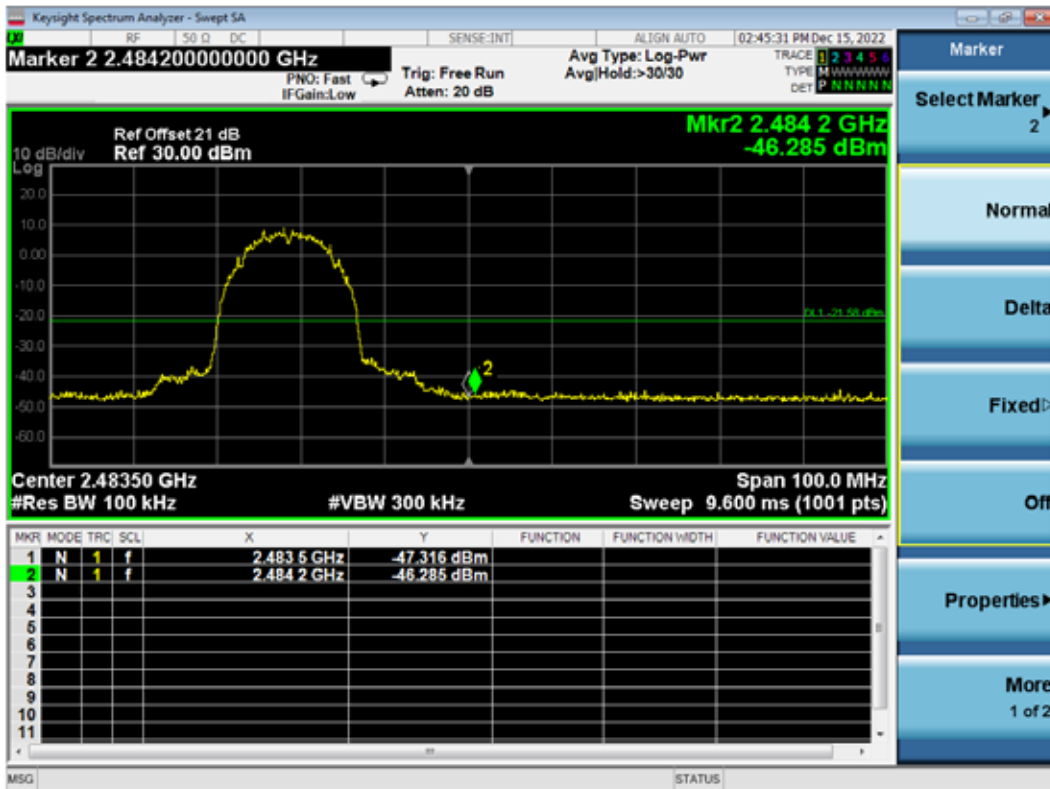 Keysight Spectrum Analyzer - Swept SA
LXI RF 50 Ω DC SENSE:INT ALIGN AUTO 02:45:31 PM Dec 15, 2022
Marker 2 2.484200000000 GHz
PNO: Fast
IFGain:Low
Trig: Free Run
Atten: 20 dB
Avg Type: Log-Pwr
Avg|Hold:>30/30
TRACE 1 2 3 4 5 6
TYPE M W W W W W
DET P N N N N N
Mkr2 2.484 2 GHz
-46.285 dBm
Ref Offset 21 dB
10 dB/div Ref 30.00 dBm
Log
20.0
10.0
0.00
-10.0
-20.0
DL1 -21.58 dBm
-30.0
-40.0
2
-50.0
-60.0
Center 2.48350 GHz Span 100.0 MHz
#Res BW 100 kHz #VBW 300 kHz Sweep 9.600 ms (1001 pts)
MKR MODE TRC SCL X Y FUNCTION FUNCTION WIDTH FUNCTION VALUE
1 N 1 f 2.483 5 GHz -47.316 dBm
2 N 1 f 2.484 2 GHz -46.285 dBm
3
4
5
6
7
8
9
10
11
MSG STATUS
Marker
Select Marker
2
Normal
Delta
Fixed
Off
Properties
More
1 of 2